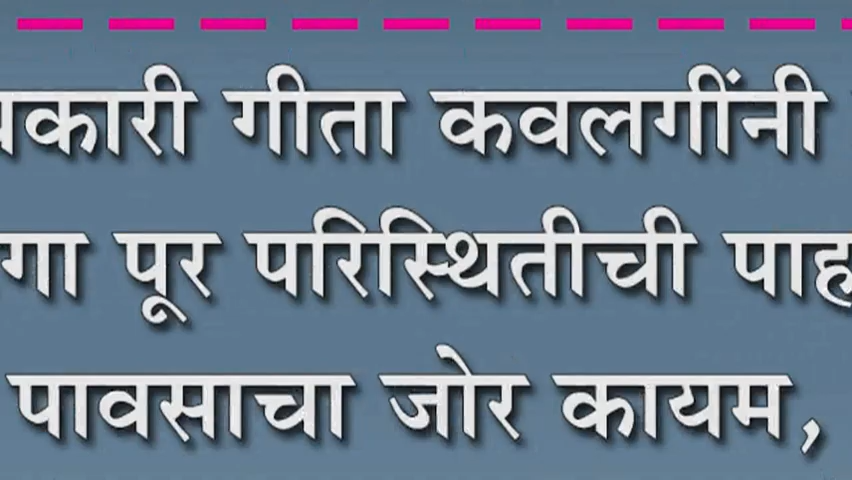 गीता कवलगींनी
पूर परिस्थितीची
पावसाचा जोर कायम,